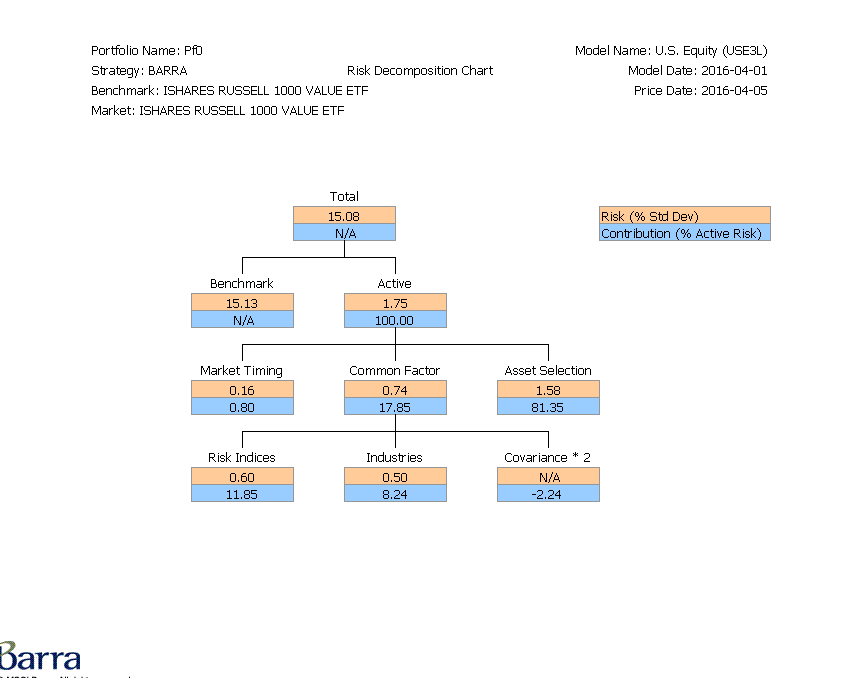 Portfolio Name: Pf0 Model Name: U.S. Equity (USE3L)
Strategy: BARRA Risk Decomposition Chart Model Date: 2016-04-01
Benchmark: ISHARES RUSSELL 1000 VALUE ETF Price Date: 2016-04-05
Market: ISHARES RUSSELL 1000 VALUE ETF
Total
15.08 Risk (% Std Dev)
N/A Contribution (% Active Risk)
Benchmark Active
15.13 1.75
N/A 100.00
Market Timing Common Factor Asset Selection
0.16 0.74 1.58
0.80 17.85 81.35
Risk Indices Industries Covariance * 2
0.60 0.50 N/A
11.85 8.24 -2.24
Barra